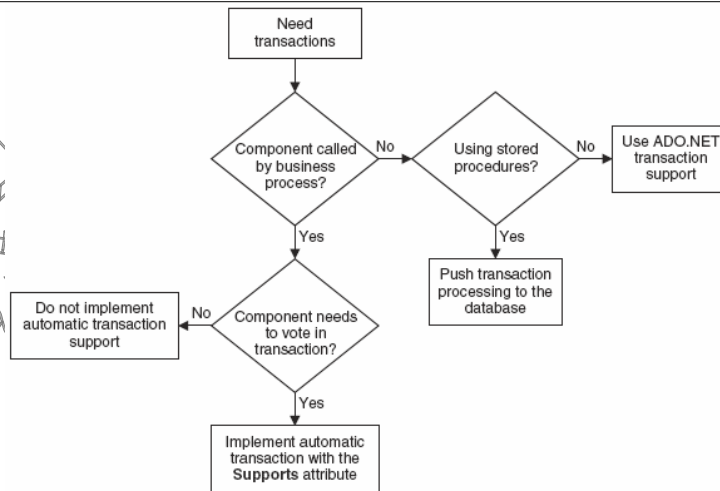 Need
transactions
Component called
by business
process?
No
Using stored
procedures?
No
Use ADO.NET
transaction
support
Yes
Yes
Push transaction
processing to the
database
Do not implement
automatic transaction
support
No
Component needs
to vote in
transaction?
Yes
Implement automatic
transaction with the
Supports attribute